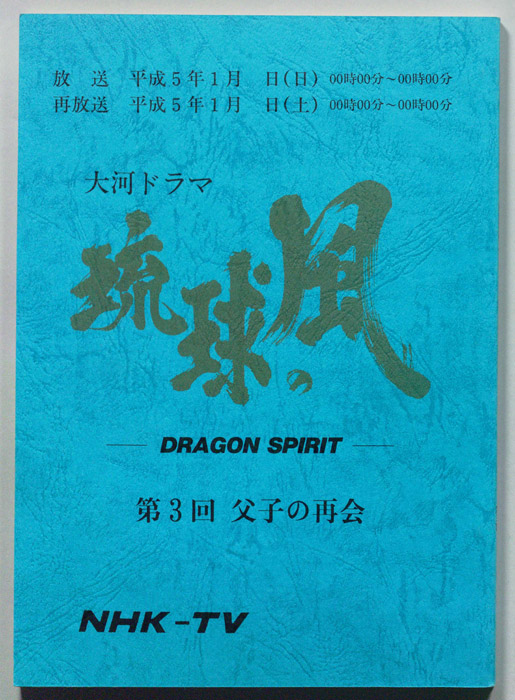 放 送 平成5年1月 日(日) 00時00分～00時00分
再放送 平成5年1月 日(土) 00時00分～00時00分
大河ドラマ
琉球の風
DRAGON SPIRIT
第3回 父子の再会
NHK-TV